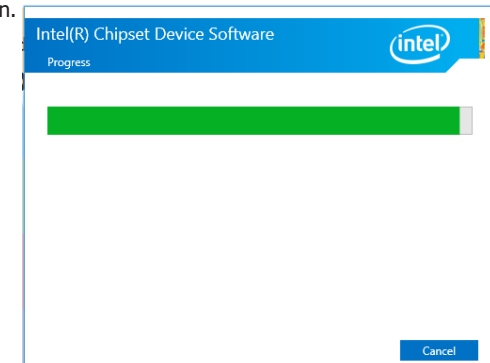 n.
Intel(R) Chipset Device Software
intel
Progress
Cancel